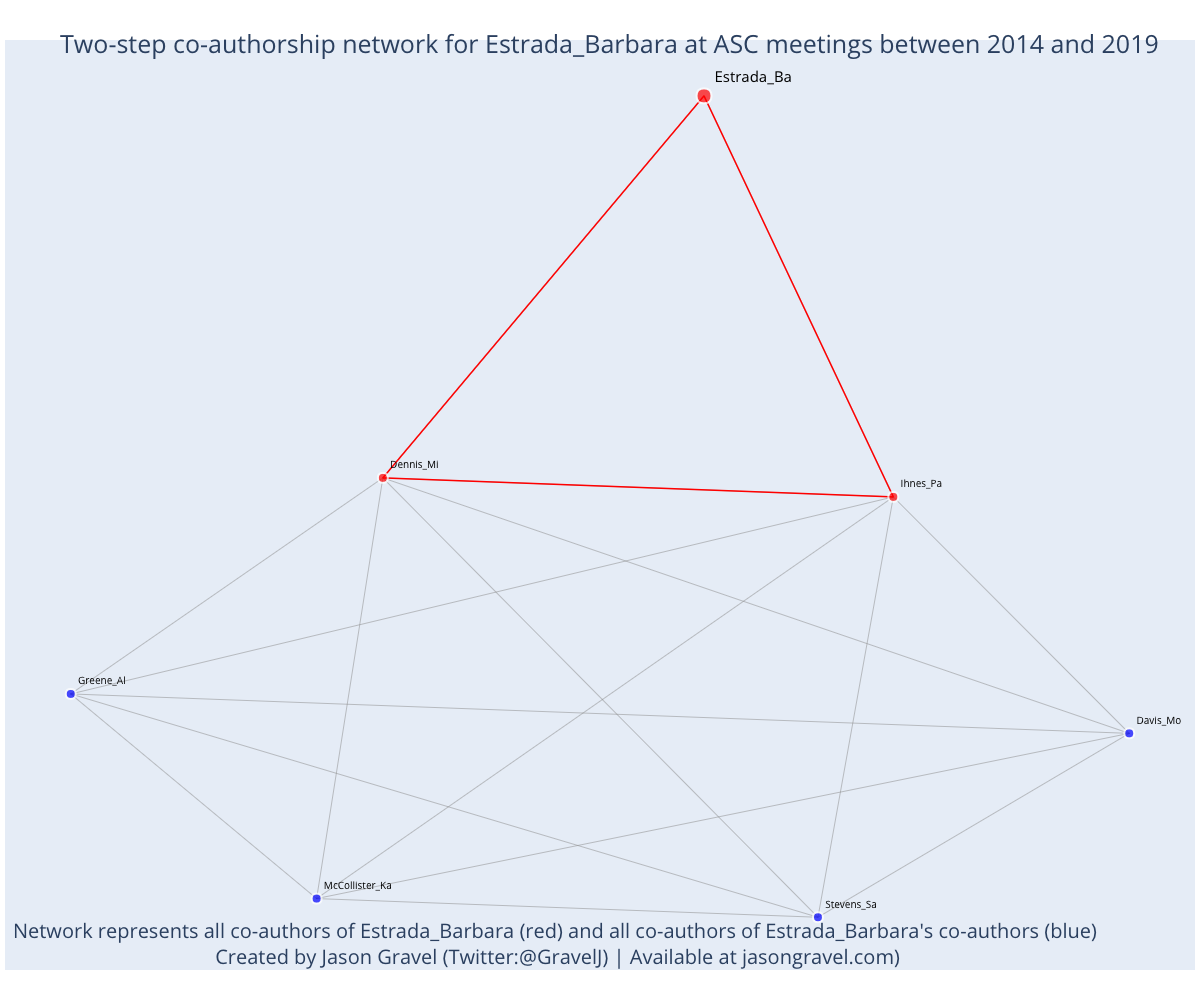 Two-step co-authorship network for Estrada_Barbara at ASC meetings between 2014 and 2019
Estrada_Ba
Dennis_Mi
Ihnes_Pa
Greene_Al
Davis_Mo
McCollister_Ka
Stevens_Sa
Network represents all co-authors of Estrada_Barbara (red) and all co-authors of Estrada_Barbara's co-authors (blue)
Created by Jason Gravel (Twitter:@GravelJ) | Available at jasongravel.com)